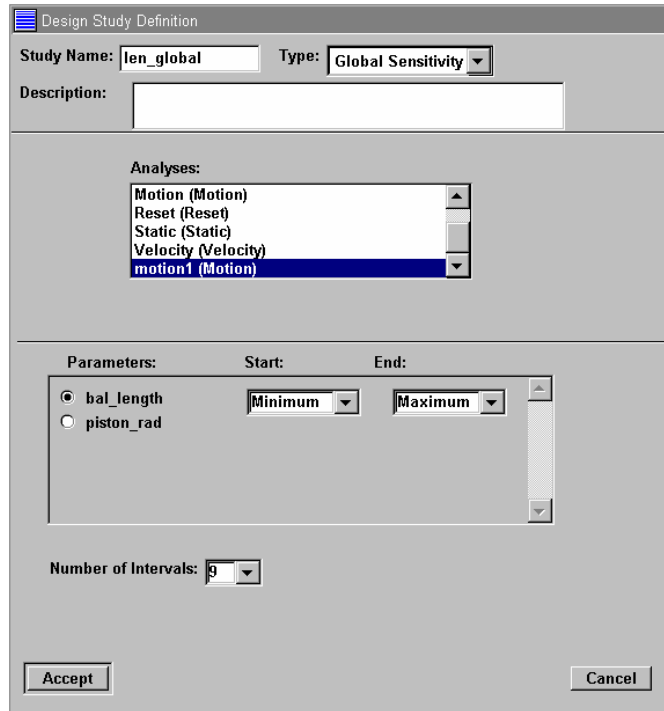 Design Study Definition
Study Name: len_global Type: Global Sensitivity
Description:
Analyses:
Motion (Motion)
Reset (Reset)
Static (Static)
Velocity (Velocity)
motion1 (Motion)
Parameters: Start: End:
bal_length Minimum Maximum
piston_rad
Number of Intervals: 9
Accept Cancel